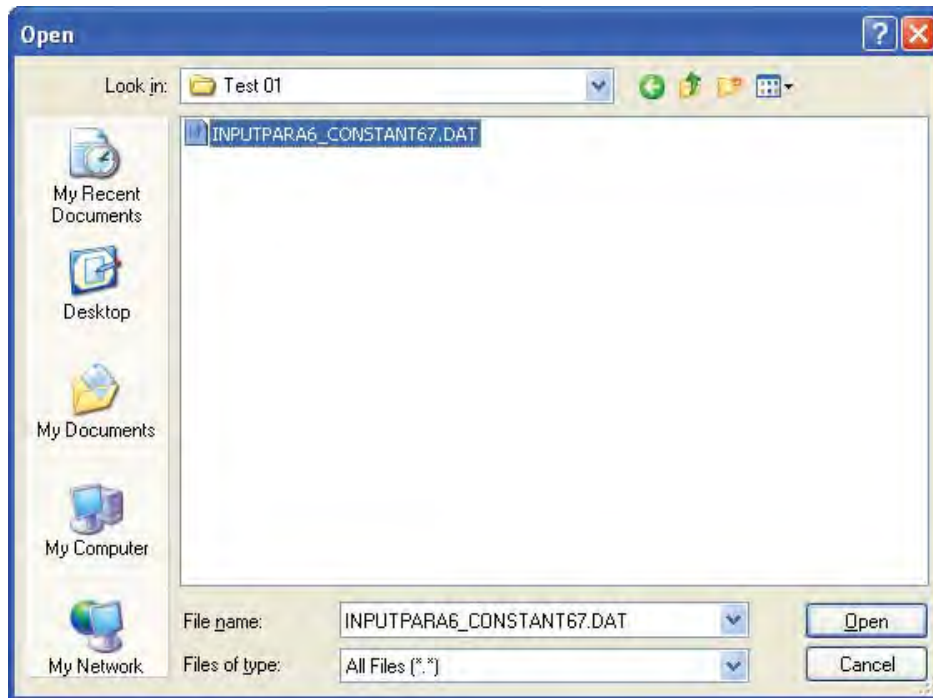 Open
Look in:
Test 01
INPUTPARA6_CONSTANT67.DAT
My Recent
Documents
Desktop
My Documents
My Computer
My Network
File name:
INPUTPARA6_CONSTANT67.DAT
Open
Files of type:
All Files (*.*)
Cancel